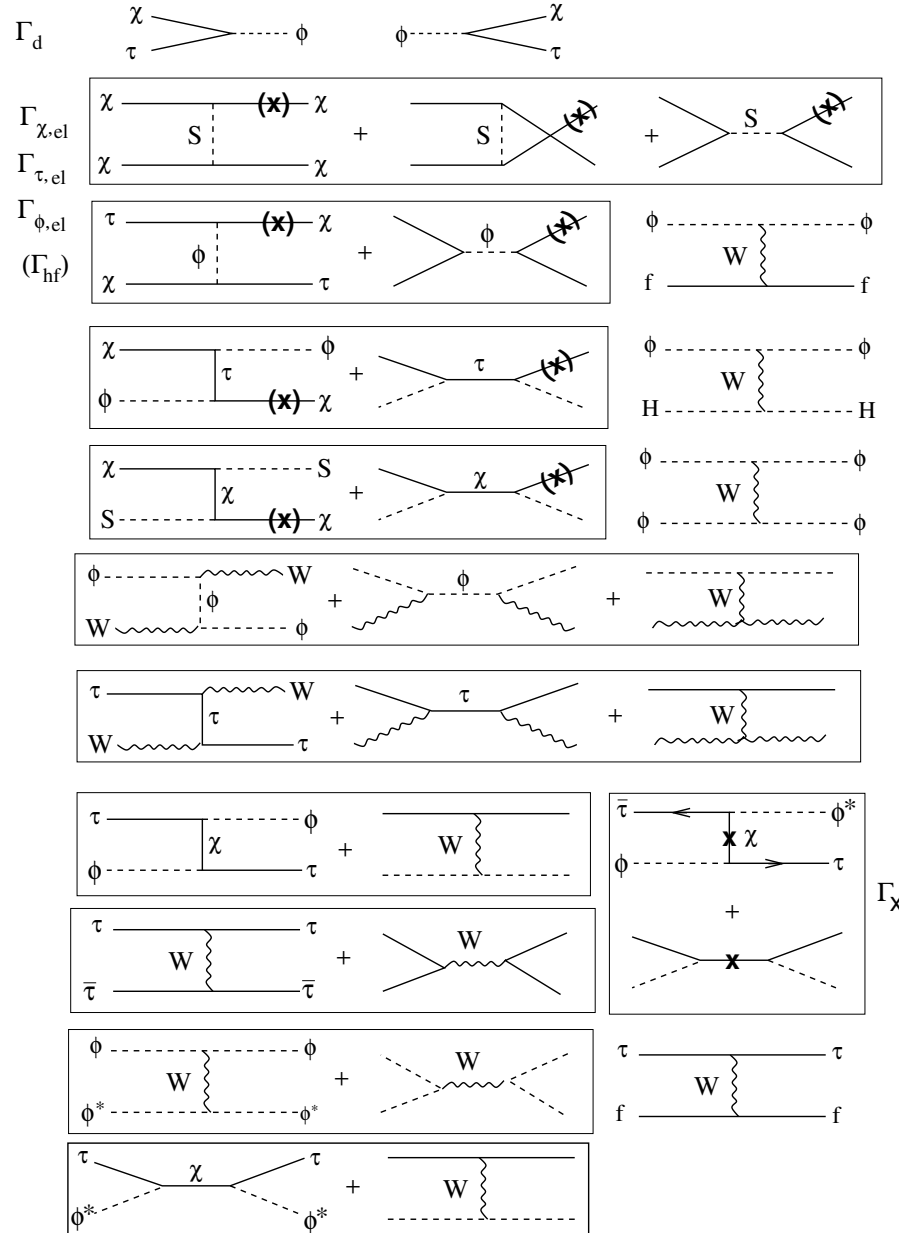 χ χ
Γd ϕ ϕ
τ τ
χ (x) χ
Γχ,el S + S (x) + S (x)
Γτ,el χ χ
Γϕ,el τ (x) χ
ϕ + ϕ (x)
(Γhf) χ τ
ϕ ϕ
W
f f
χ ϕ
τ + τ (x)
ϕ (x) χ
ϕ ϕ
W
H H
χ S
χ + χ (x)
S (x) χ
ϕ ϕ
W
ϕ ϕ
ϕ W
ϕ + ϕ + W
W ϕ
τ W
τ + τ + W
W τ
τ ϕ
χ + W
ϕ τ
τ̄ ϕ*
x χ
ϕ τ
+
x
Γx
τ τ
W + W
τ̄ τ̄
ϕ ϕ
W + W
ϕ* ϕ*
τ τ
W
f f
τ χ τ
+ W
ϕ* ϕ*